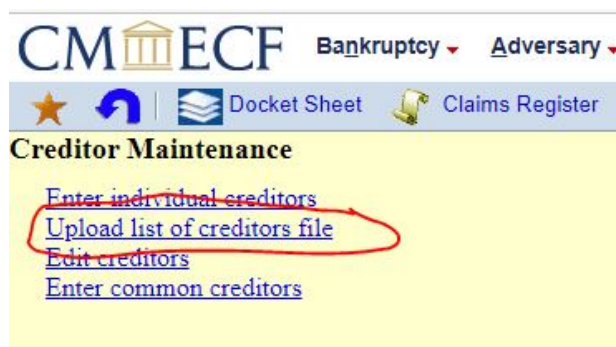 CM ECF Bankruptcy Adversary
Docket Sheet Claims Register
Creditor Maintenance
Enter individual creditors
Upload list of creditors file
Edit creditors
Enter common creditors